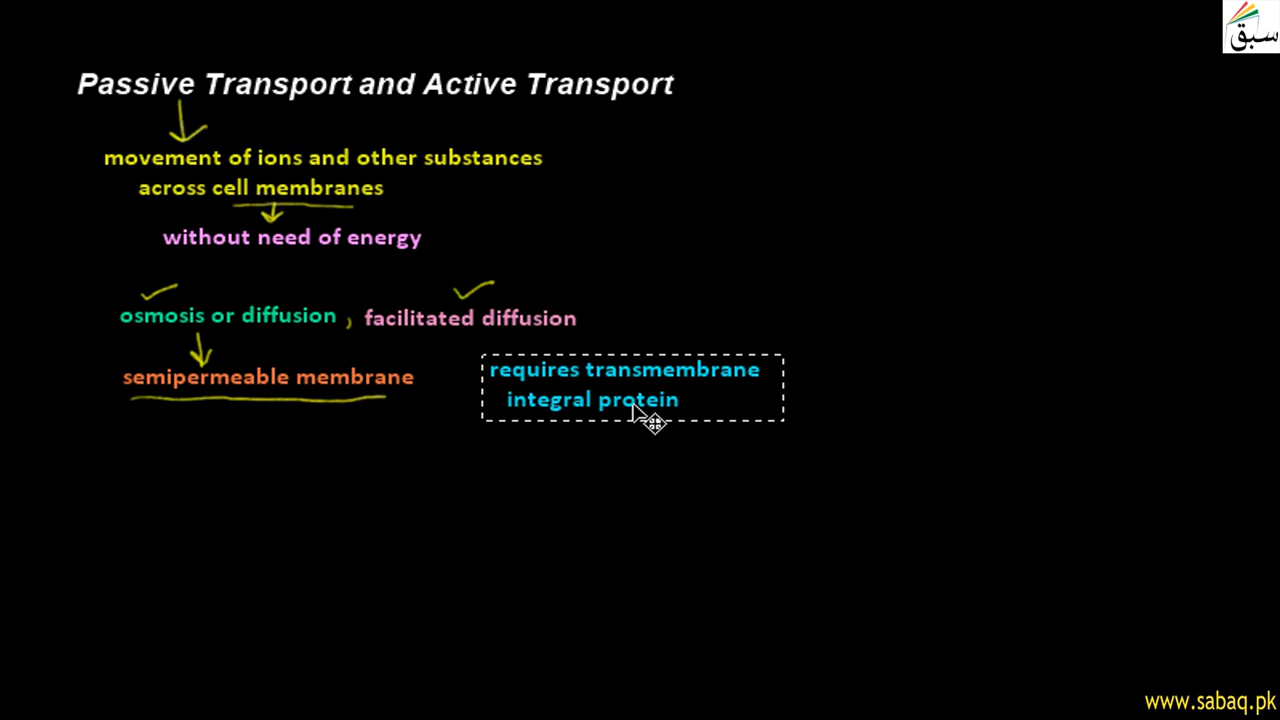 سبق
Passive Transport and Active Transport
movement of ions and other substances
across cell membranes
without need of energy
osmosis or diffusion , facilitated diffusion
semipermeable membrane
requires transmembrane
integral protein
www.sabaq.pk